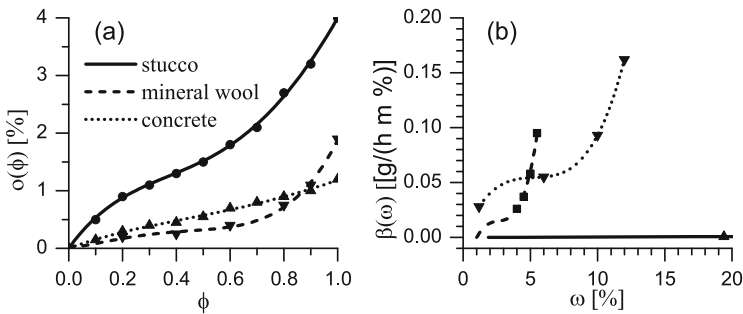 (a)
stucco
mineral wool
concrete
ο(ϕ) [%]
4
3
2
1
0
0.0 0.2 0.4 0.6 0.8 1.0
ϕ
(b)
β(ω) [[g/(h m %)]
0.20
0.15
0.10
0.05
0.00
0 5 10 15 20
ω [%]